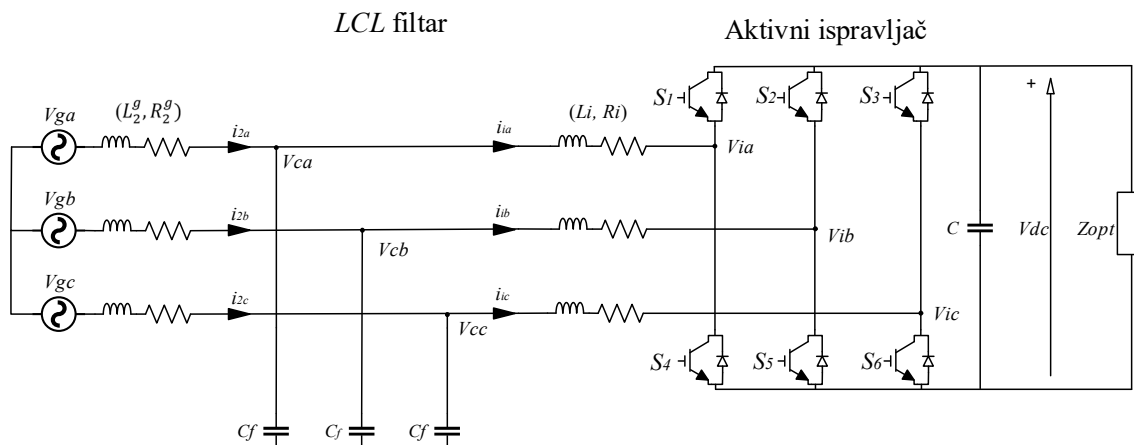 LCL filtar
Aktivni ispravljač
Vga
(L₂ᵍ, R₂ᵍ)
i2a
Vca
iia
(Li, Ri)
Via
S1
S2
S3
Vgb
i2b
Vcb
iib
Vib
C
Vdc
Zopt
+
Vgc
i2c
Vcc
iic
Vic
S4
S5
S6
Cf
Cf
Cf